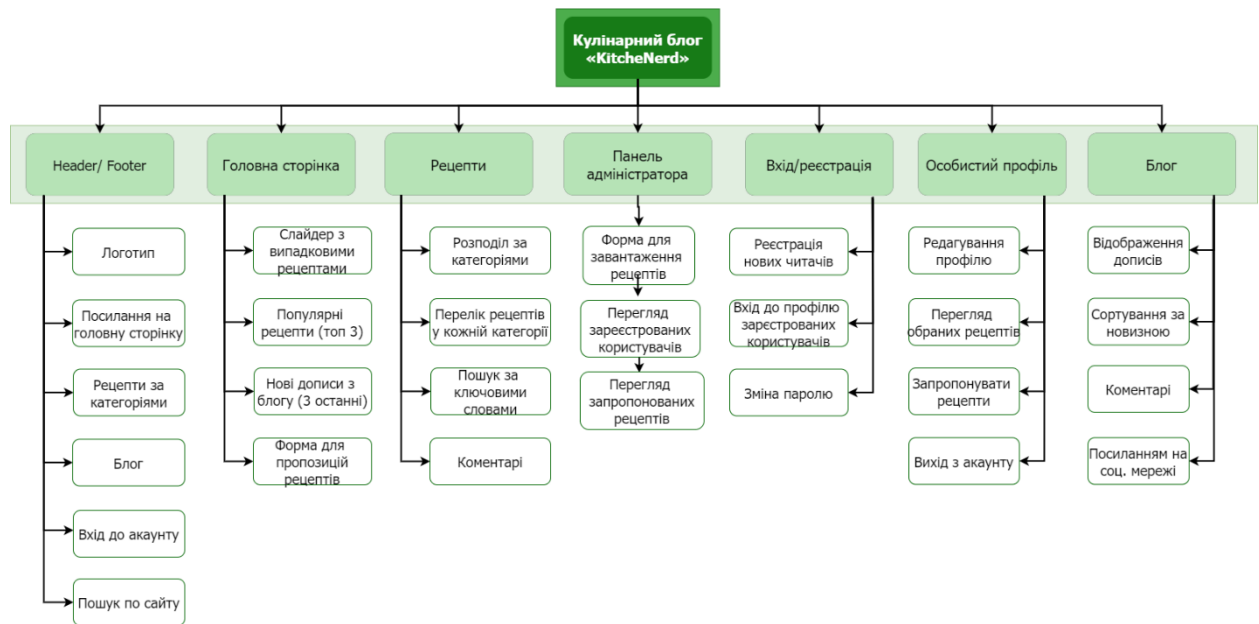 Кулінарний блог
«KitcheNerd»
Header/ Footer
Головна сторінка
Рецепти
Панель
адміністратора
Вхід/реєстрація
Особистий профіль
Блог
Логотип
Посилання на
головну сторінку
Рецепти за
категоріями
Блог
Вхід до акаунту
Пошук по сайту
Слайдер з
випадковими
рецептами
Популярні
рецепти (топ 3)
Нові дописи з
блогу (3 останні)
Форма для
пропозицій
рецептів
Розподіл за
категоріями
Перелік рецептів
у кожній категорії
Пошук за
ключовими
словами
Коментарі
Форма для
завантаження
рецептів
Перегляд
зареєстрованих
користувачів
Перегляд
запропонованих
рецептів
Реєстрація
нових читачів
Вхід до профілю
зарєстрованих
користувачів
Зміна паролю
Редагування
профілю
Перегляд
обраних рецептів
Запропонувати
рецепти
Вихід з акаунту
Відображення
дописів
Сортування за
новизною
Коментарі
Посиланням на
соц. мережі